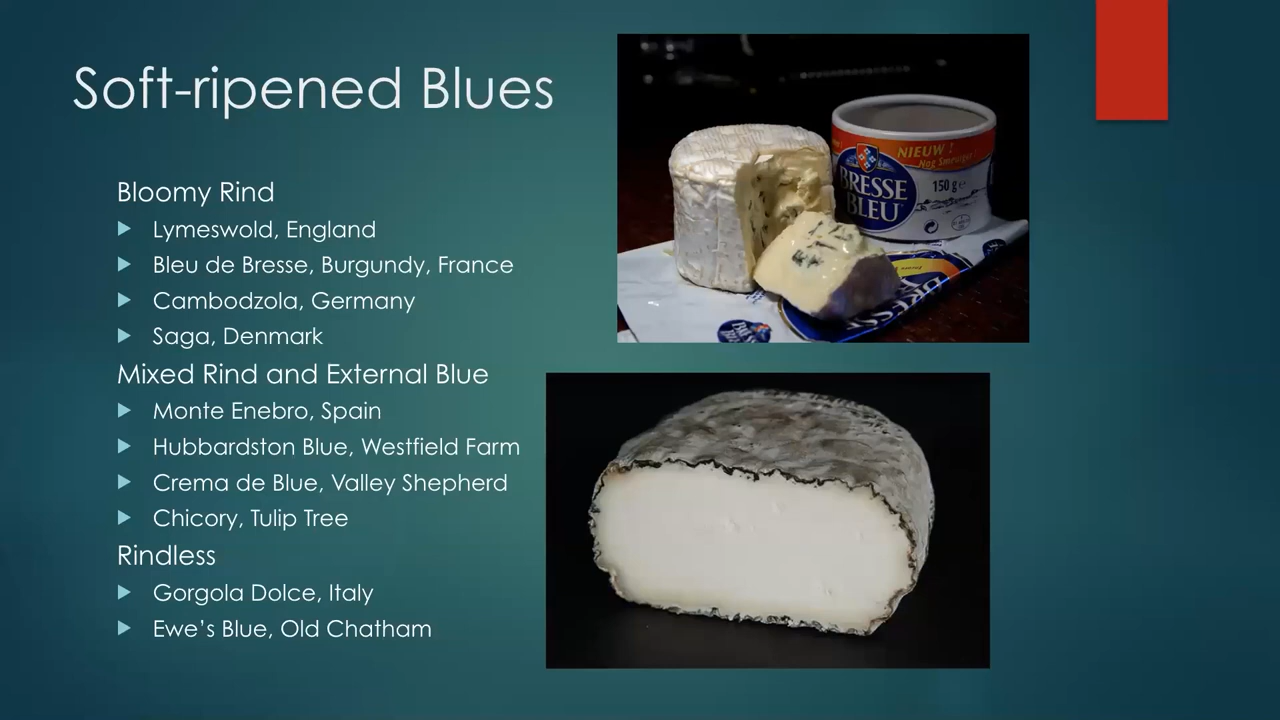 Soft-ripened Blues
Bloomy Rind
Lymeswold, England
Bleu de Bresse, Burgundy, France
Cambodzola, Germany
Saga, Denmark
Mixed Rind and External Blue
Monte Enebro, Spain
Hubbardston Blue, Westfield Farm
Crema de Blue, Valley Shepherd
Chicory, Tulip Tree
Rindless
Gorgola Dolce, Italy
Ewe’s Blue, Old Chatham
NIEUW !
Nog Smeuïger !
BRESSE
BLEU
150 g e